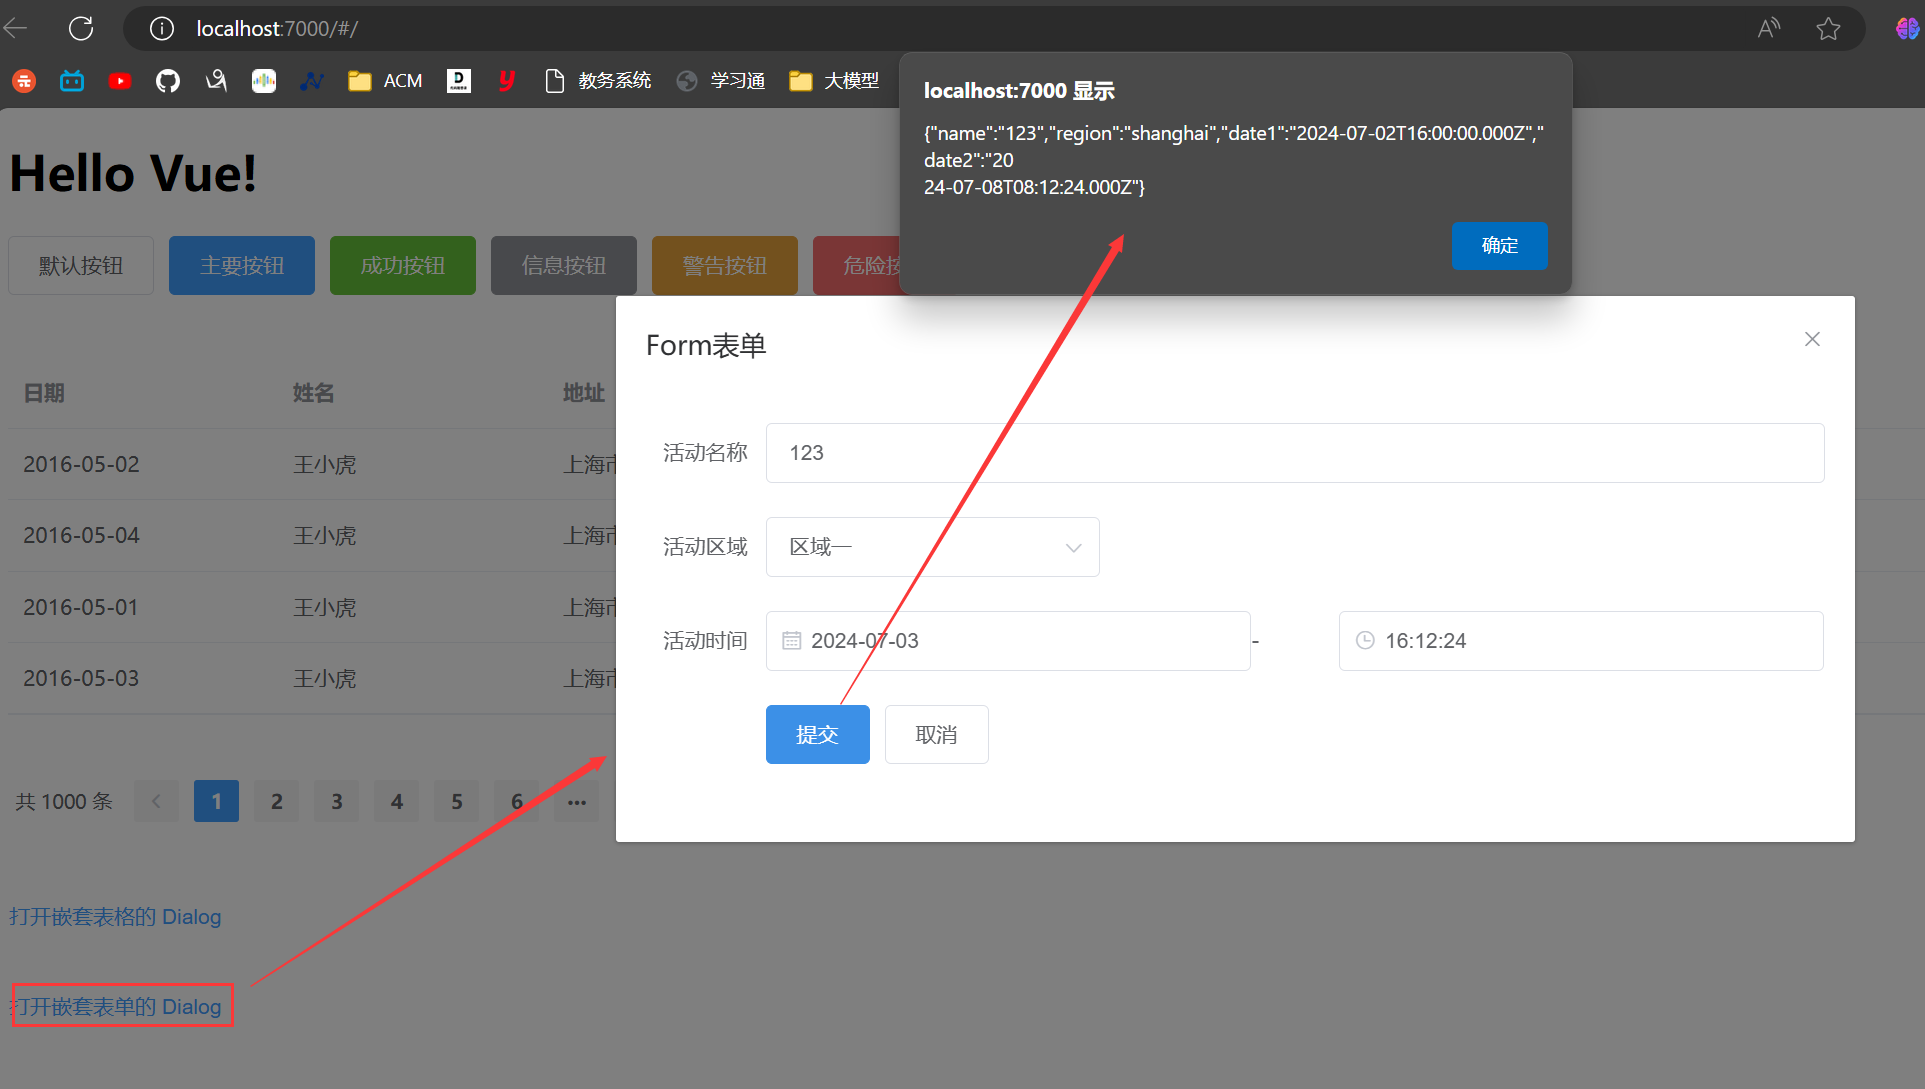 localhost:7000/#/
ACM
教务系统
学习通
大模型
localhost:7000 显示
{"name":"123","region":"shanghai","date1":"2024-07-02T16:00:00.000Z","
date2":"20
24-07-08T08:12:24.000Z"}
确定
Hello Vue!
默认按钮 主要按钮 成功按钮 信息按钮 警告按钮 危险按
Form表单
日期 姓名 地址
2016-05-02 王小虎 上海市
2016-05-04 王小虎 上海市
2016-05-01 王小虎 上海市
2016-05-03 王小虎 上海市
活动名称 123
活动区域 区域一
活动时间 2024-07-03 - 16:12:24
提交 取消
共 1000 条 1 2 3 4 5 6 ···
打开嵌套表格的 Dialog
打开嵌套表单的 Dialog